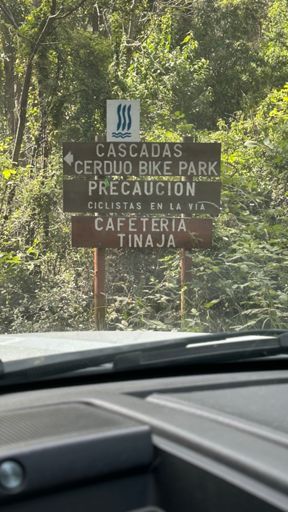 CASCADAS
CERDUO BIKE PARK
PRECAUCION
CICLISTAS EN LA VIA
CAFETERIA
TINAJA